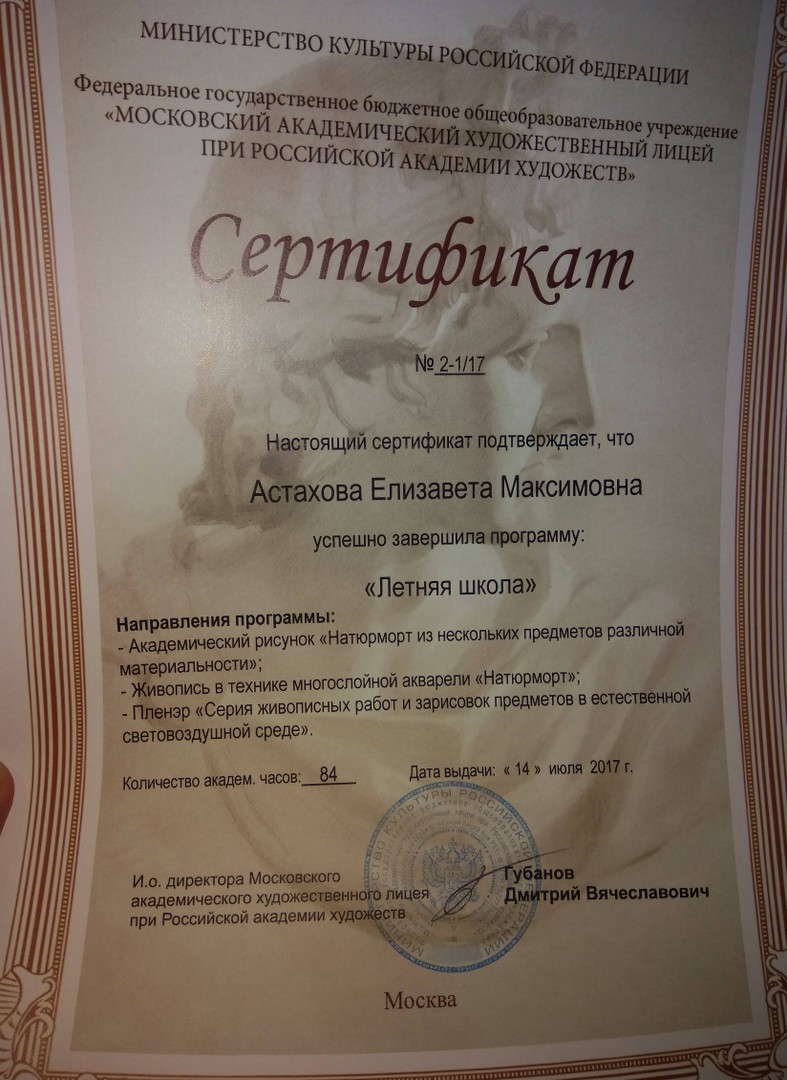 МИНИСТЕРСТВО КУЛЬТУРЫ РОССИЙСКОЙ ФЕДЕРАЦИИ
Федеральное государственное бюджетное общеобразовательное учреждение
«МОСКОВСКИЙ АКАДЕМИЧЕСКИЙ ХУДОЖЕСТВЕННЫЙ ЛИЦЕЙ
ПРИ РОССИЙСКОЙ АКАДЕМИИ ХУДОЖЕСТВ»
Сертификат
№ 2-1/17
Настоящий сертификат подтверждает, что
Астахова Елизавета Максимовна
успешно завершила программу:
«Летняя школа»
Направления программы:
- Академический рисунок «Натюрморт из нескольких предметов различной
материальности»;
- Живопись в технике многослойной акварели «Натюрморт»;
- Пленэр «Серия живописных работ и зарисовок предметов в естественной
световоздушной среде».
Количество академ. часов: 84 Дата выдачи: « 14 » июля 2017 г.
И.о. директора Московского
академического художественного лицея
при Российской академии художеств
Губанов
Дмитрий Вячеславович
МИНИСТЕРСТВО КУЛЬТУРЫ РОССИЙСКОЙ ФЕДЕРАЦИИ
Москва